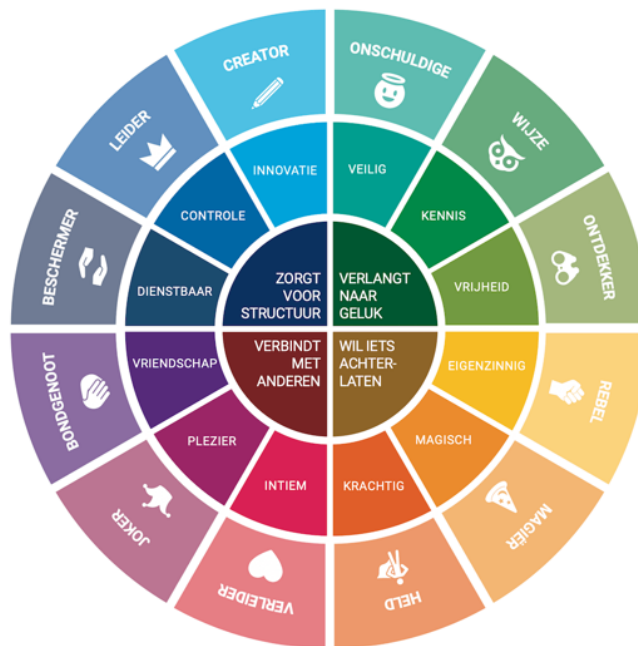 CREATOR
ONSCHULDIGE
WIJZE
ONTDEKKER
REBEL
MAGIËR
HELD
VERLEIDER
JOKER
BONDGENOOT
BESCHERMER
LEIDER
INNOVATIE
VEILIG
KENNIS
VRIJHEID
EIGENZINNIG
MAGISCH
KRACHTIG
INTIEM
PLEZIER
VRIENDSCHAP
DIENSTBAAR
CONTROLE
ZORGT
VOOR
STRUCTUUR
VERLANGT
NAAR
GELUK
VERBINDT
MET
ANDEREN
WIL IETS
ACHTER-
LATEN